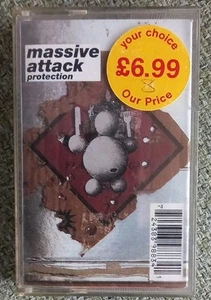 massive
attack
protection
your choice
£6.99
Our Price